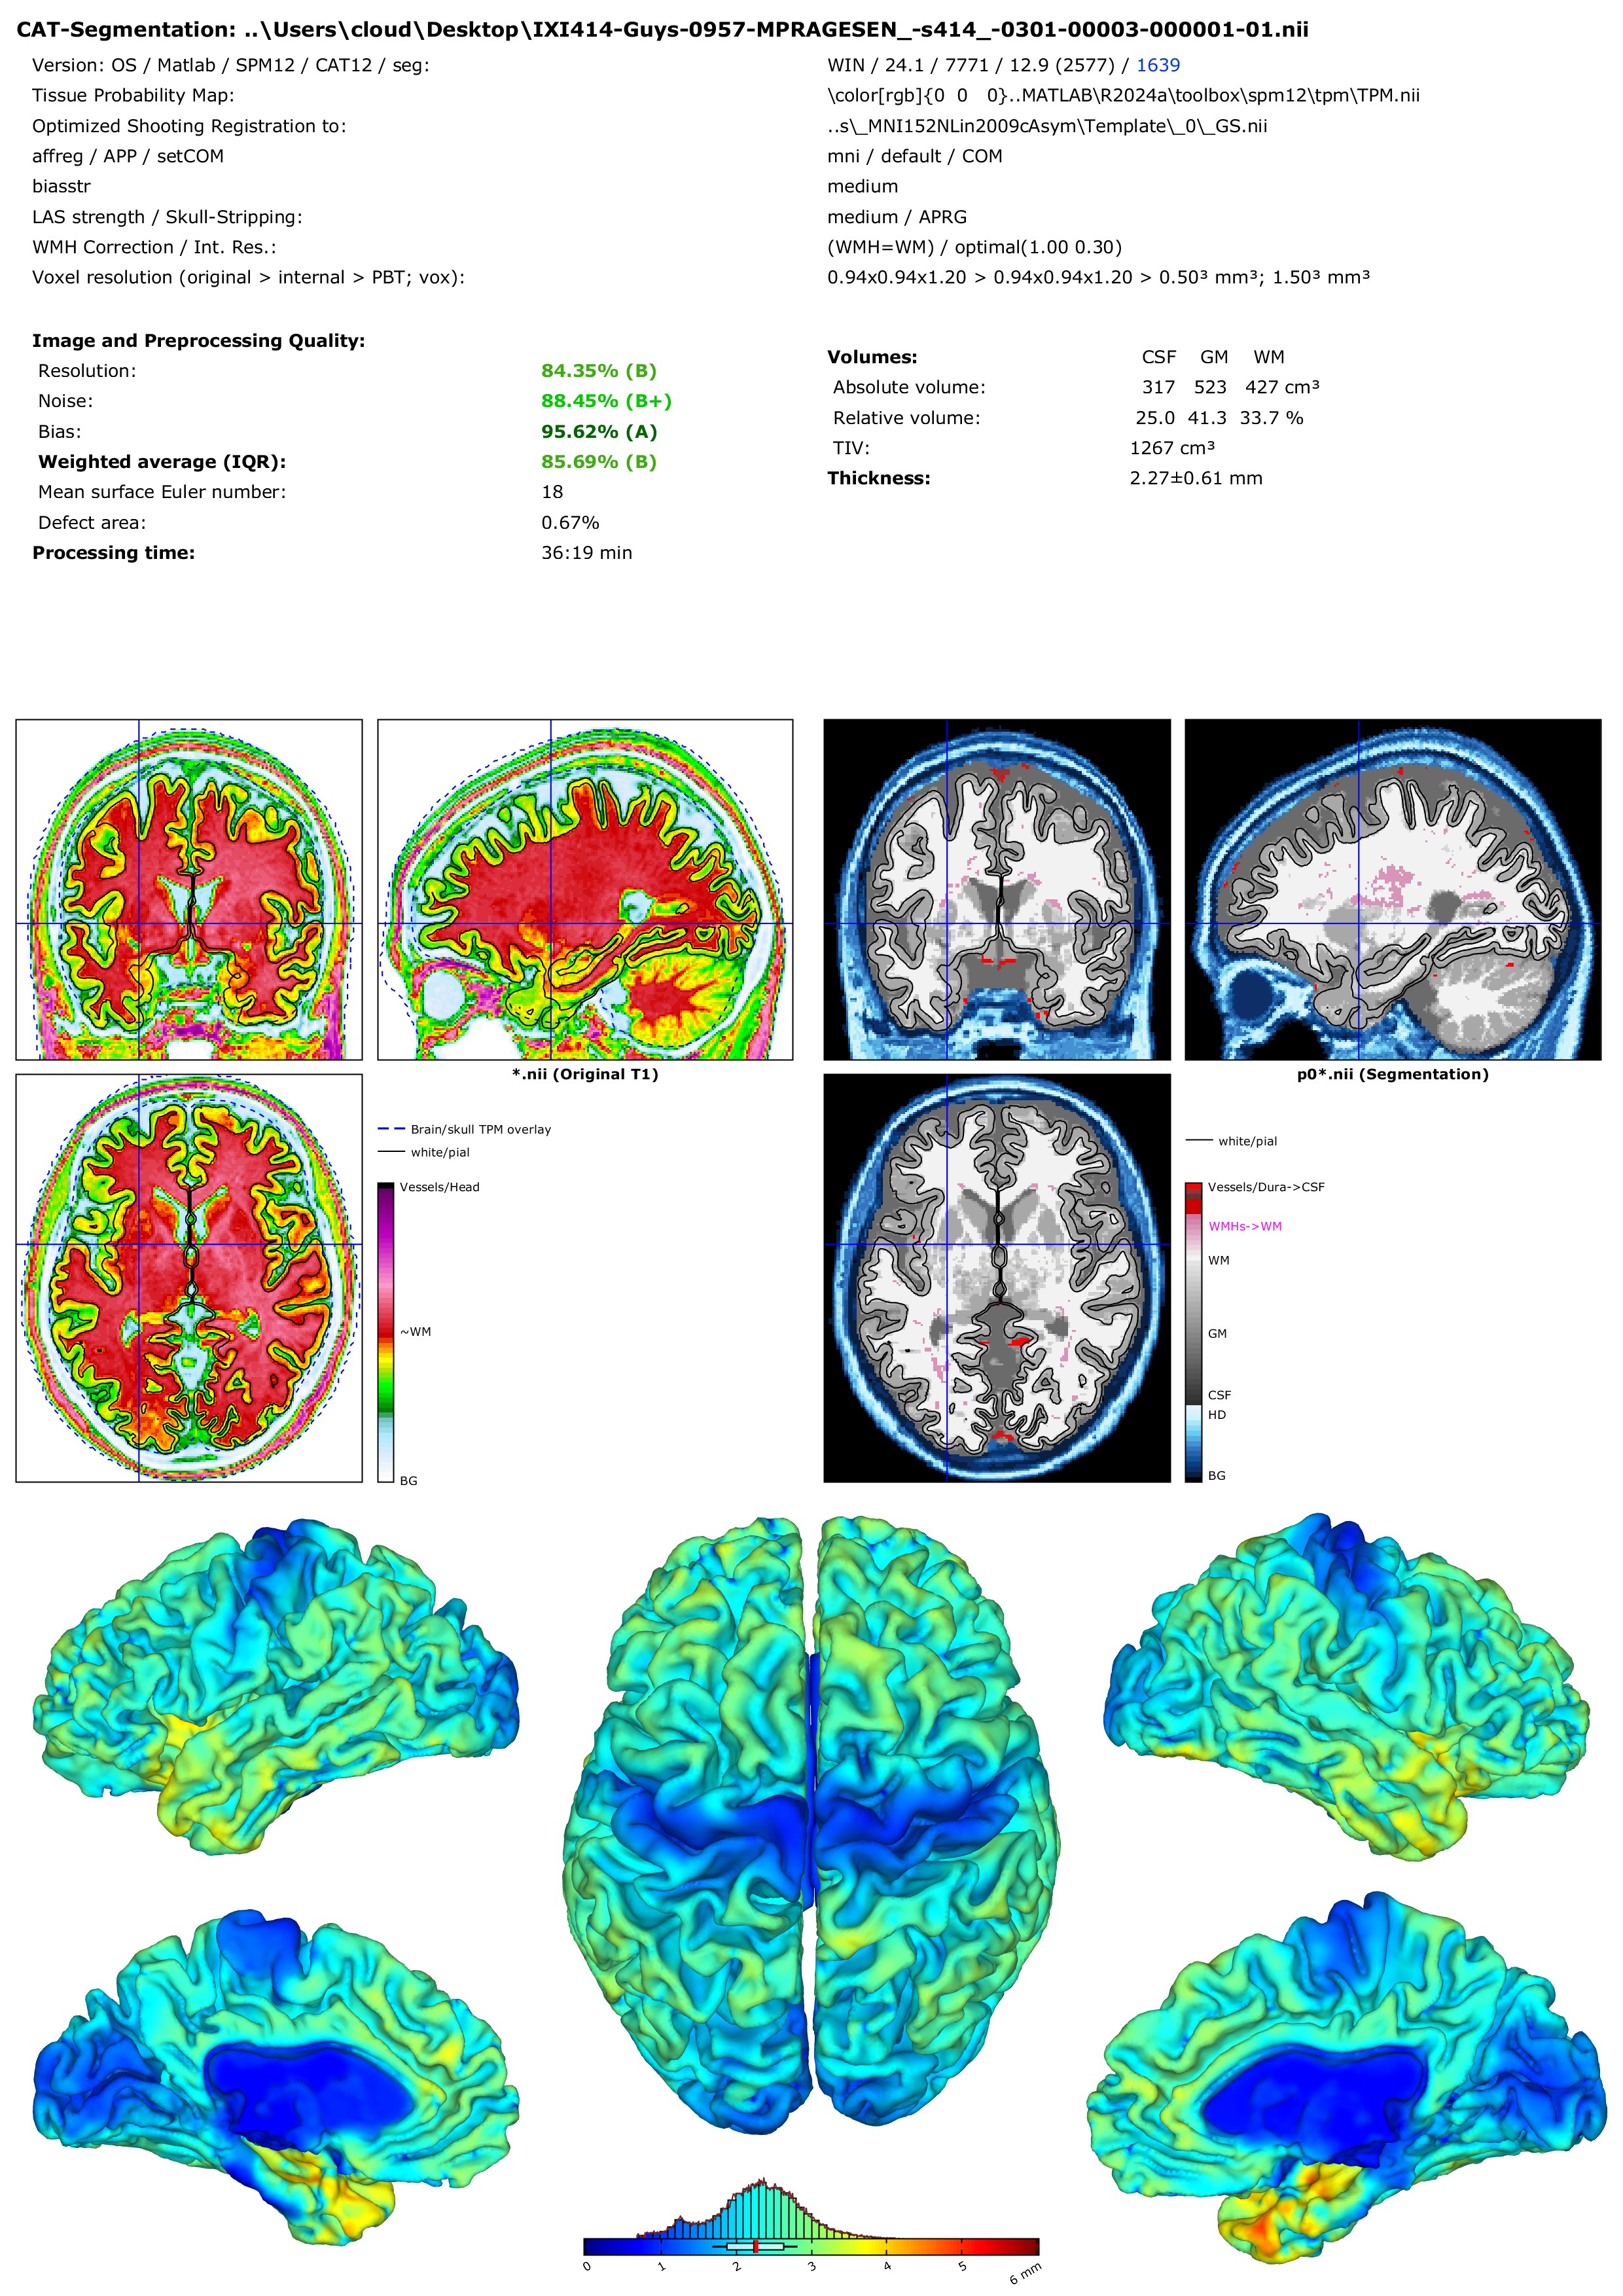 CAT-Segmentation: ..\Users\cloud\Desktop\IXI414-Guys-0957-MPRAGESEN_-s414_-0301-00003-000001-01.nii
Version: OS / Matlab / SPM12 / CAT12 / seg: WIN / 24.1 / 7771 / 12.9 (2577) / 1639
Tissue Probability Map: \color[rgb]{0 0 0}..MATLAB\R2024a\toolbox\spm12\tpm\TPM.nii
Optimized Shooting Registration to: ..s\_MNI152NLin2009cAsym\Template\_0\_GS.nii
affreg / APP / setCOM mni / default / COM
biasstr medium
LAS strength / Skull-Stripping: medium / APRG
WMH Correction / Int. Res.: (WMH=WM) / optimal(1.00 0.30)
Voxel resolution (original > internal > PBT; vox): 0.94x0.94x1.20 > 0.94x0.94x1.20 > 0.50³ mm³; 1.50³ mm³
Image and Preprocessing Quality:
Resolution: 84.35% (B)
Noise: 88.45% (B+)
Bias: 95.62% (A)
Weighted average (IQR): 85.69% (B)
Mean surface Euler number: 18
Defect area: 0.67%
Processing time: 36:19 min
Volumes: CSF GM WM
Absolute volume: 317 523 427 cm³
Relative volume: 25.0 41.3 33.7 %
TIV: 1267 cm³
Thickness: 2.27±0.61 mm
*.nii (Original T1)
Brain/skull TPM overlay
white/pial
Vessels/Head
~WM
BG
p0*.nii (Segmentation)
white/pial
Vessels/Dura->CSF
WMHs->WM
WM
GM
CSF
HD
BG
0 1 2 3 4 5 6 mm